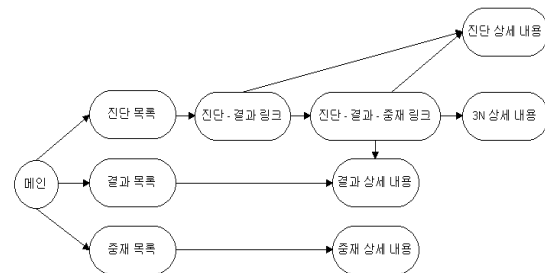 진단 상세 내용
진단 목록
진단 - 결과 링크
진단 - 결과 - 중재 링크
3N 상세 내용
메인
결과 목록
결과 상세 내용
중재 목록
중재 상세 내용